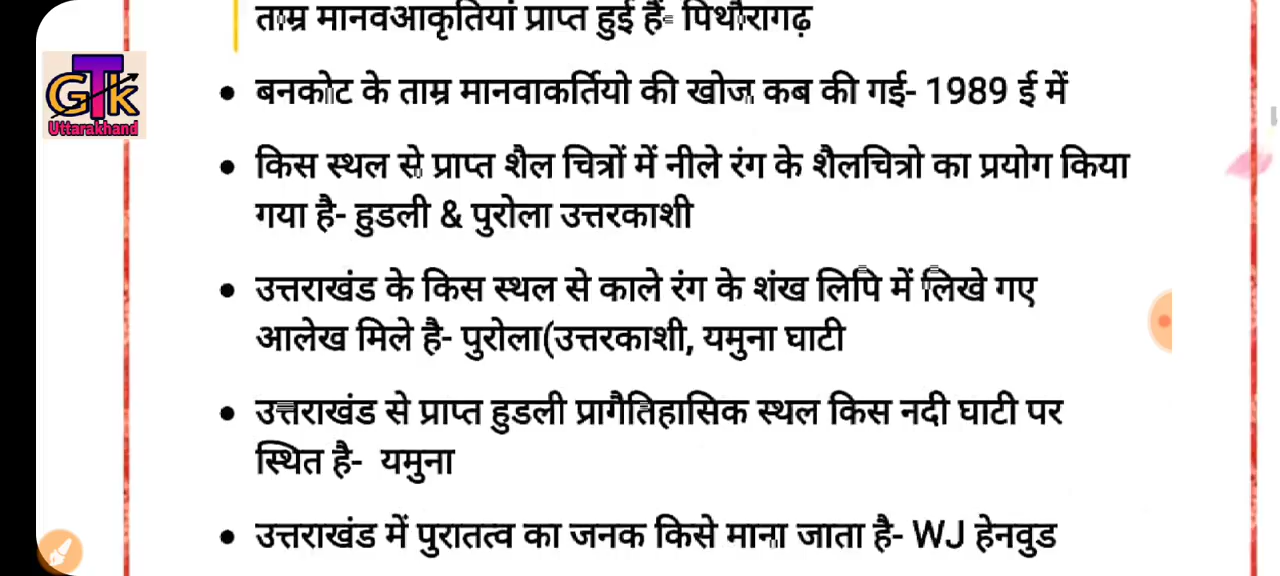 ताम्र मानवआकृतियां प्राप्त हुई हैं- पिथौरागढ़
GTK
Uttarakhand
• बनकोट के ताम्र मानवाकर्तियो की खोज कब की गई- 1989 ई में
• किस स्थल से प्राप्त शैल चित्रों में नीले रंग के शैलचित्रो का प्रयोग किया
गया है- हुडली & पुरोला उत्तरकाशी
• उत्तराखंड के किस स्थल से काले रंग के शंख लिपि में लिखे गए
आलेख मिले है- पुरोला(उत्तरकाशी, यमुना घाटी
• उत्तराखंड से प्राप्त हुडली प्रागैतिहासिक स्थल किस नदी घाटी पर
स्थित है- यमुना
• उत्तराखंड में पुरातत्व का जनक किसे माना जाता है- WJ हेनवुड